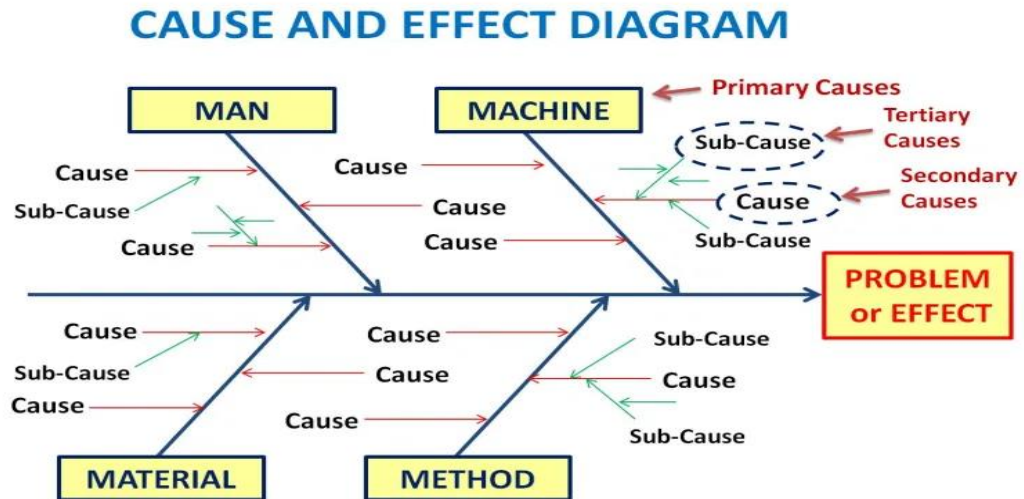 CAUSE AND EFFECT DIAGRAM
MAN
MACHINE
Primary Causes
Tertiary
Causes
Sub-Cause
Secondary
Causes
Cause
Cause
Cause
Sub-Cause
Cause
Cause
Cause
Sub-Cause
PROBLEM
or EFFECT
Cause
Sub-Cause
Cause
Cause
Cause
Cause
Sub-Cause
Cause
Sub-Cause
MATERIAL
METHOD